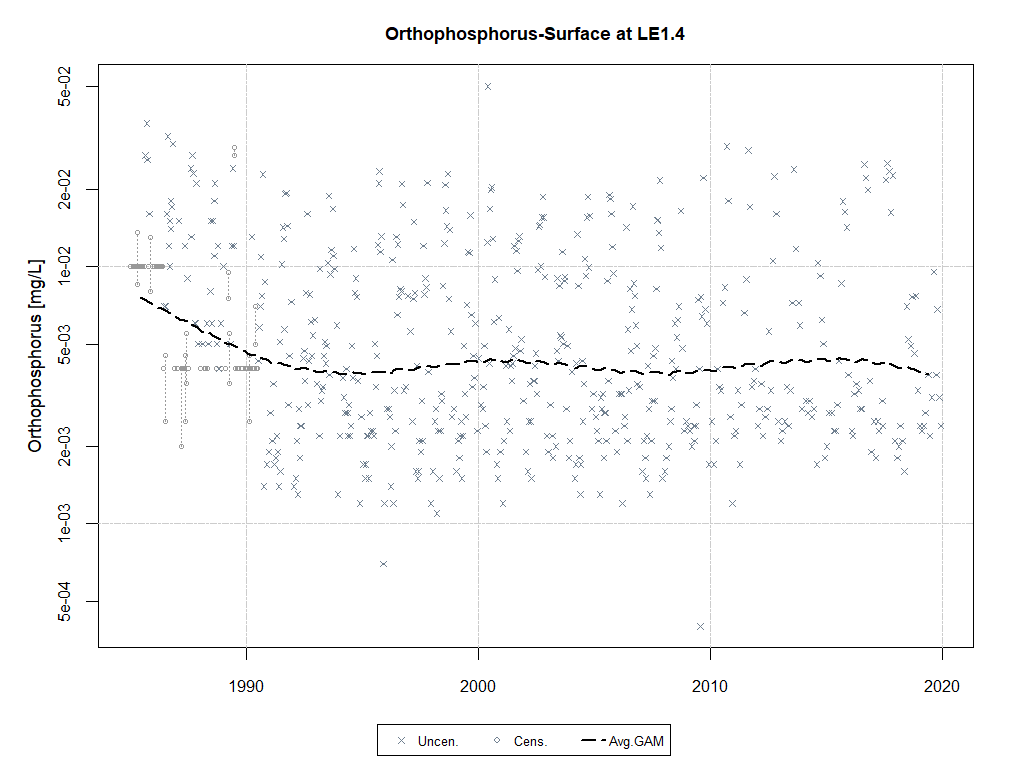 Orthophosphorus-Surface at LE1.4
Orthophosphorus [mg/L]
5e-02
2e-02
1e-02
5e-03
2e-03
1e-03
5e-04
1990 2000 2010 2020
Uncen. Cens. Avg.GAM